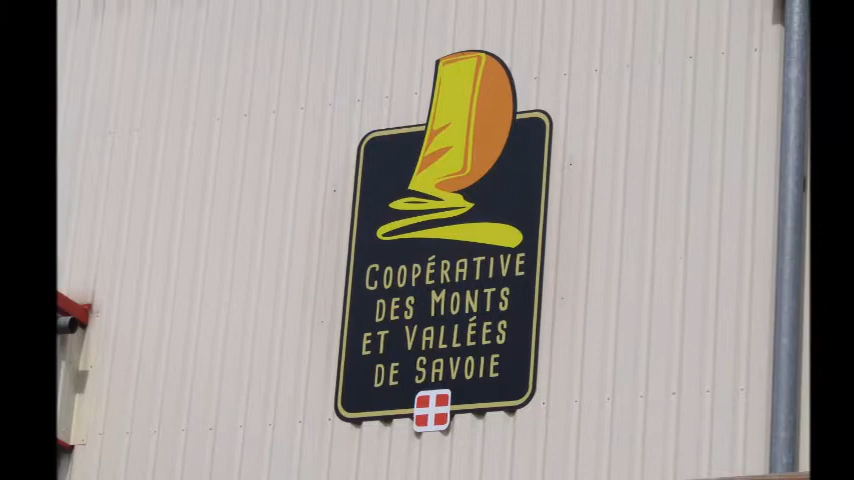 COOPÉRATIVE
DES MONTS
ET VALLÉES
DE SAVOIE